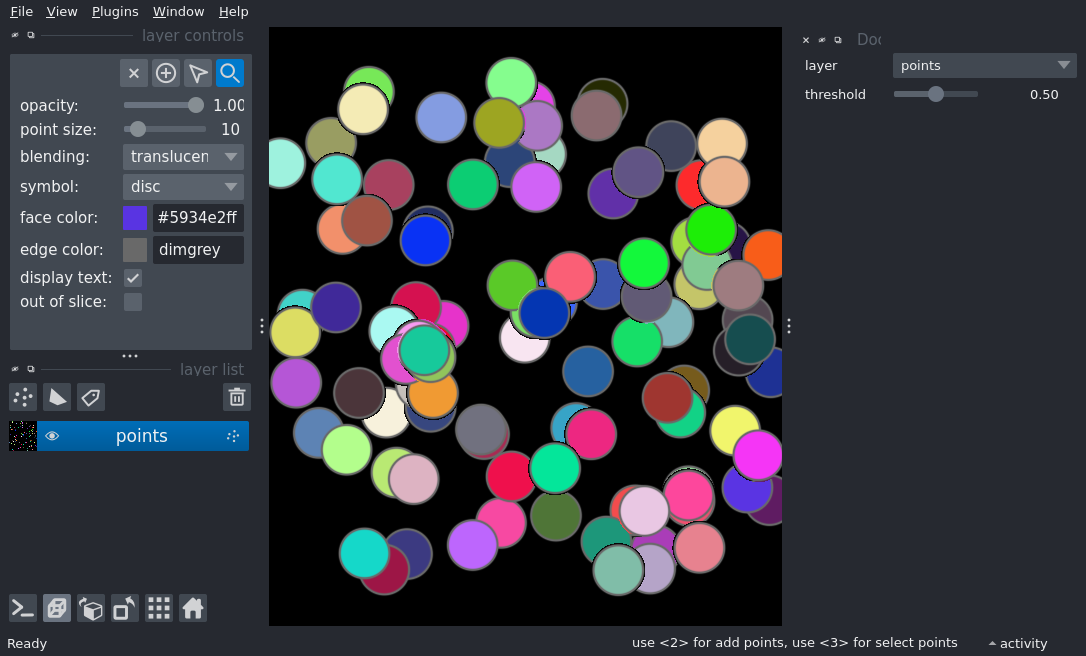 File View Plugins Window Help
layer controls
opacity: 1.00
point size: 10
blending: translucen
symbol: disc
face color: #5934e2ff
edge color: dimgrey
display text:
out of slice:
layer list
points
Doc
layer points
threshold 0.50
Ready
use <2> for add points, use <3> for select points
activity